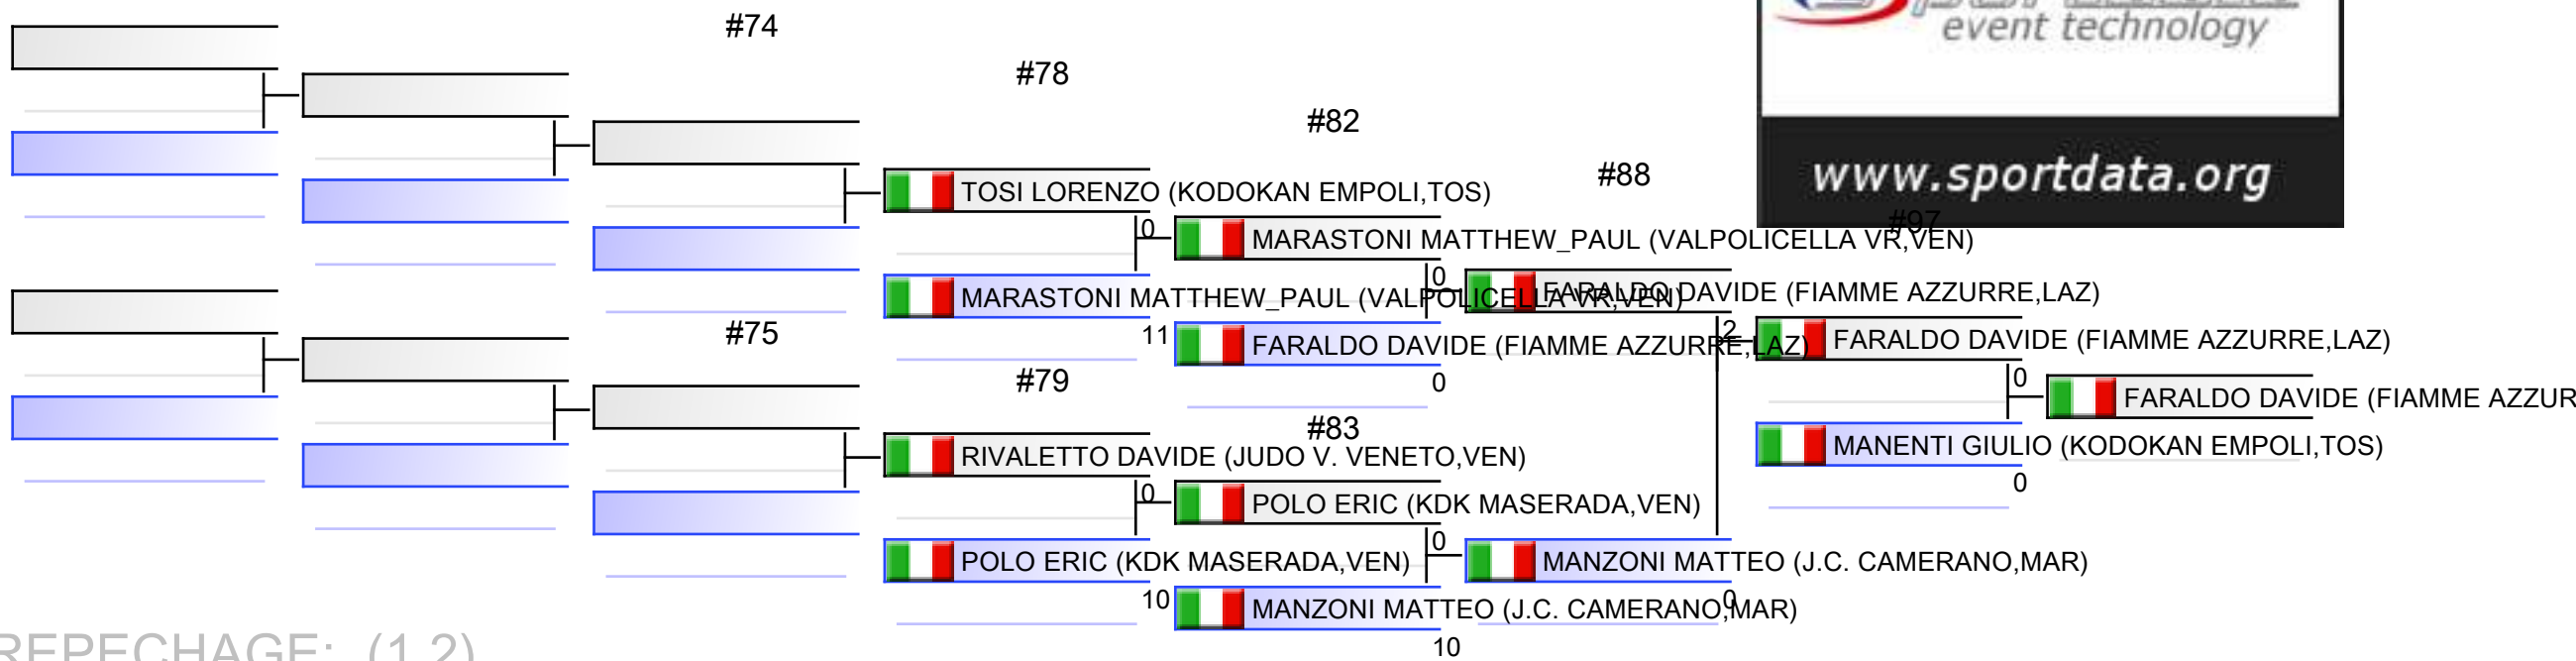 #74
event technology
#78
#82
www.sportdata.org
#88
TOSI LORENZO (KODOKAN EMPOLI,TOS)
#97
0
MARASTONI MATTHEW_PAUL (VALPOLICELLA VR,VEN)
0
MARASTONI MATTHEW_PAUL (VALPOLICELLA VR,VEN)
FARALDO DAVIDE (FIAMME AZZURRE,LAZ)
#75
11
FARALDO DAVIDE (FIAMME AZZURRE,LAZ)
2
FARALDO DAVIDE (FIAMME AZZURRE,LAZ)
#79
0
0
FARALDO DAVIDE (FIAMME AZZUR
#83
RIVALETTO DAVIDE (JUDO V. VENETO,VEN)
MANENTI GIULIO (KODOKAN EMPOLI,TOS)
0
0
POLO ERIC (KDK MASERADA,VEN)
0
POLO ERIC (KDK MASERADA,VEN)
MANZONI MATTEO (J.C. CAMERANO,MAR)
10
MANZONI MATTEO (J.C. CAMERANO,MAR)
0
10
REPECHAGE: (1,2)